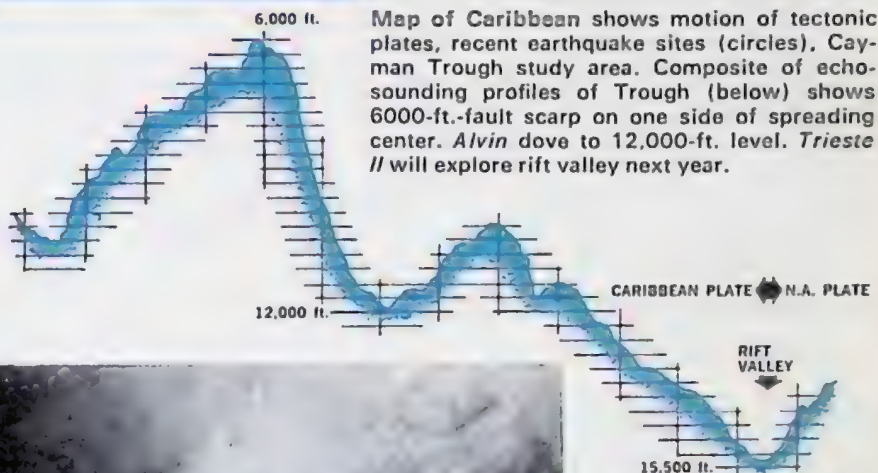 6,000 ft.
Map of Caribbean shows motion of tectonic
plates, recent earthquake sites (circles), Cay-
man Trough study area. Composite of echo-
sounding profiles of Trough (below) shows
6000-ft.-fault scarp on one side of spreading
center. Alvin dove to 12,000-ft. level. Trieste
II will explore rift valley next year.
CARIBBEAN PLATE N.A. PLATE
12,000 ft.
RIFT
VALLEY
15,500 ft.